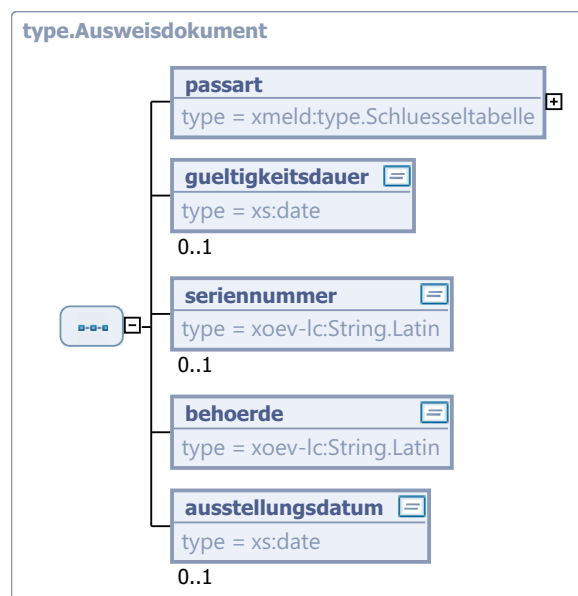 type.Ausweisdokument
passart
type = xmeld:type.Schluesseltabelle
gueltigkeitsdauer
type = xs:date
0..1
seriennummer
type = xoev-lc:String.Latin
0..1
behoerde
type = xoev-lc:String.Latin
ausstellungsdatum
type = xs:date
0..1